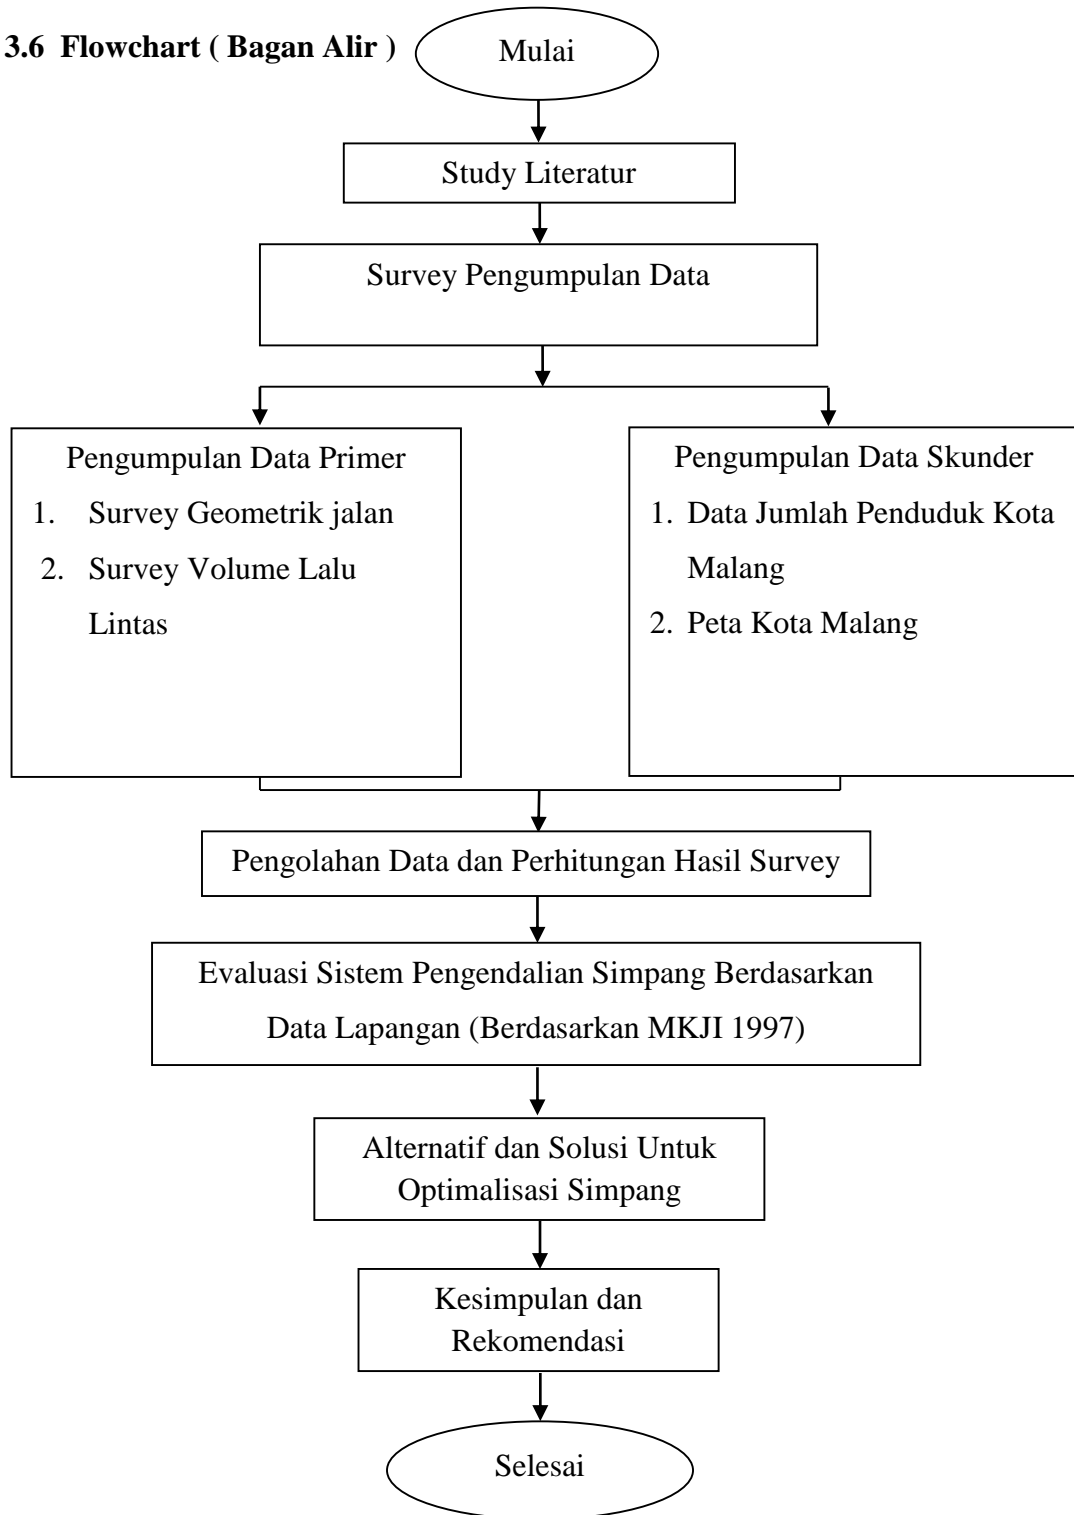 3.6 Flowchart ( Bagan Alir )
Mulai
Study Literatur
Survey Pengumpulan Data
Pengumpulan Data Primer
1. Survey Geometrik jalan
2. Survey Volume Lalu
Lintas
Pengumpulan Data Skunder
1. Data Jumlah Penduduk Kota
Malang
2. Peta Kota Malang
Pengolahan Data dan Perhitungan Hasil Survey
Evaluasi Sistem Pengendalian Simpang Berdasarkan
Data Lapangan (Berdasarkan MKJI 1997)
Alternatif dan Solusi Untuk
Optimalisasi Simpang
Kesimpulan dan
Rekomendasi
Selesai